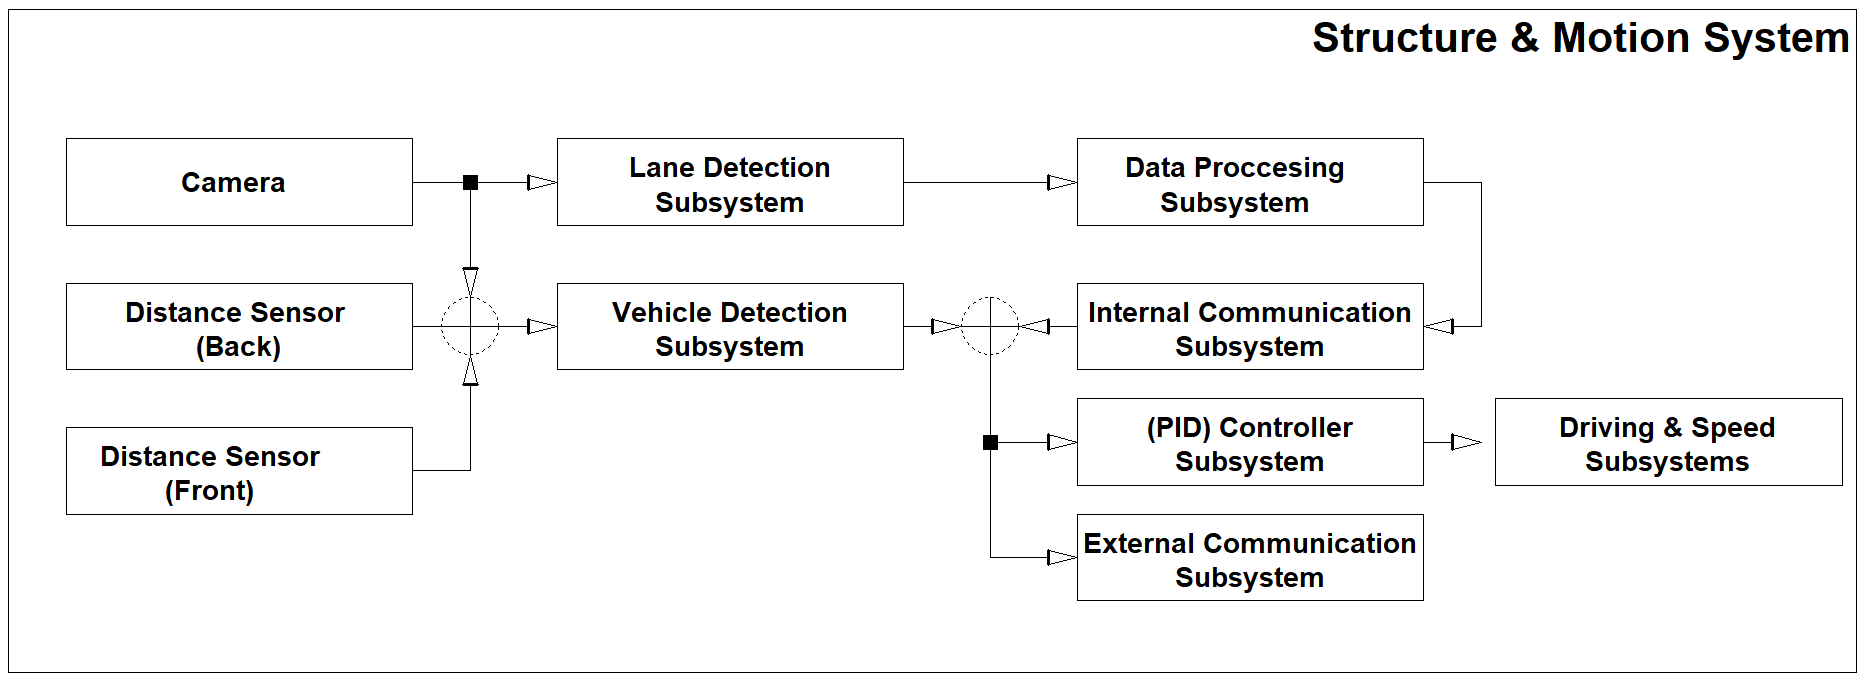 Structure & Motion System
Camera
Lane Detection
Subsystem
Data Proccesing
Subsystem
Distance Sensor
(Back)
Vehicle Detection
Subsystem
Internal Communication
Subsystem
Distance Sensor
(Front)
(PID) Controller
Subsystem
Driving & Speed
Subsystems
External Communication
Subsystem